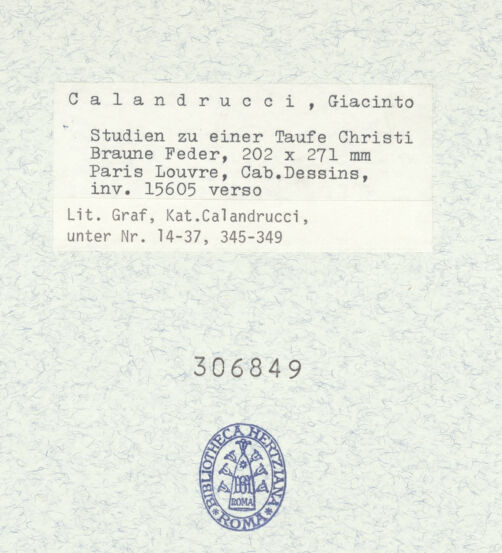 Calandrucci, Giacinto
Studien zu einer Taufe Christi
Braune Feder, 202 x 271 mm
Paris Louvre, Cab.Dessins,
inv. 15605 verso
Lit. Graf, Kat.Calandrucci,
unter Nr. 14-37, 345-349
306849
BIBLIOTHECA HERTZIANA
ROMA
ROMA